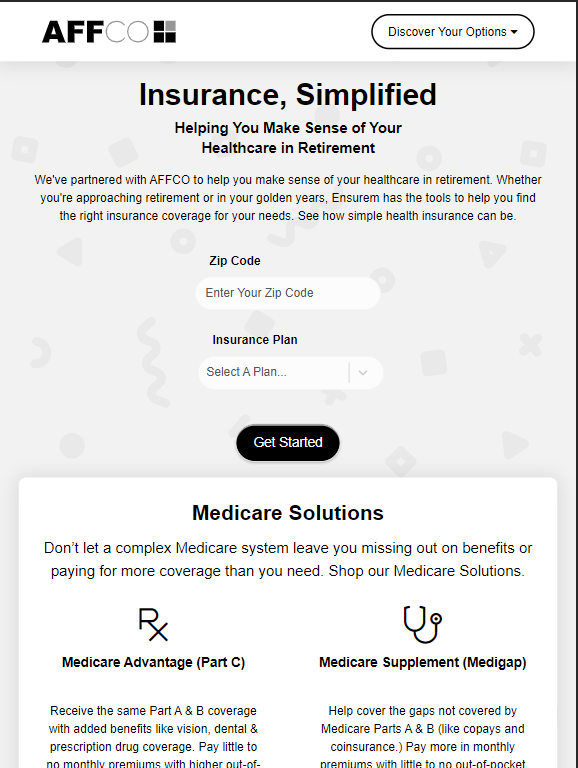 AFFCO
Discover Your Options
Insurance, Simplified
Helping You Make Sense of Your
Healthcare in Retirement
We've partnered with AFFCO to help you make sense of your healthcare in retirement. Whether
you're approaching retirement or in your golden years, Ensurem has the tools to help you find
the right insurance coverage for your needs. See how simple health insurance can be.
Zip Code
Enter Your Zip Code
Insurance Plan
Select A Plan...
Get Started
Medicare Solutions
Don’t let a complex Medicare system leave you missing out on benefits or
paying for more coverage than you need. Shop our Medicare Solutions.
Medicare Advantage (Part C)
Receive the same Part A & B coverage
with added benefits like vision, dental &
prescription drug coverage. Pay little to
no monthly premiums with higher out-of-
Medicare Supplement (Medigap)
Help cover the gaps not covered by
Medicare Parts A & B (like copays and
coinsurance.) Pay more in monthly
premiums with little to no out-of-pocket